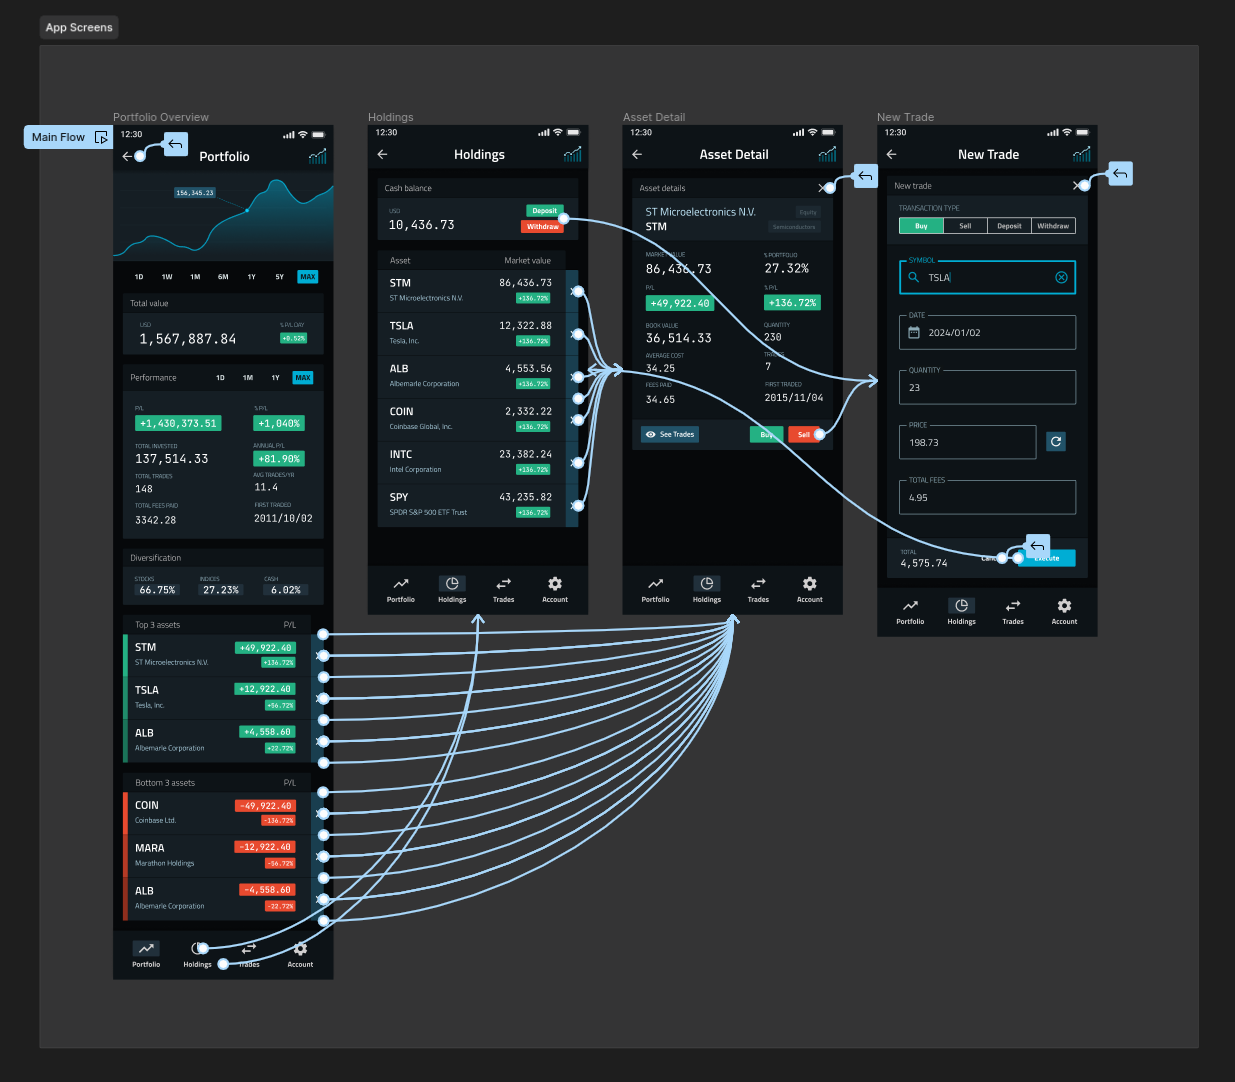 App Screens
Main Flow
Portfolio Overview
12:30
Portfolio
156,345.23
1D 1W 1M 6M 1Y 5Y MAX
Total value
USD
%P/L DAY
1,567,887.84
+0.52%
Performance 1D 1M 1Y MAX
P/L
%P/L
+1,430,373.51
+1,040%
TOTAL INVESTED
ANNUAL P/L
137,514.33
+81.90%
TOTAL TRADES
AVG TRADES/YR
148
11.4
TOTAL FEES PAID
FIRST TRADED
3342.28
2011/10/02
Diversification
STOCKS INDICES CASH
66.75% 27.23% 6.02%
Top 3 assets P/L
STM +49,922.40
ST Microelectronics N.V. +136.72%
TSLA +12,922.40
Tesla, Inc. +56.72%
ALB +4,558.60
Albemarle Corporation +22.72%
Bottom 3 assets P/L
COIN -49,922.40
Coinbase Ltd. -136.72%
MARA -12,922.40
Marathon Holdings -56.72%
ALB -4,558.60
Albemarle Corporation -22.72%
Portfolio Holdings Trades Account
Holdings
12:30
Holdings
Cash balance
USD
10,436.73
Deposit
Withdraw
Asset Market value
STM 86,436.73
ST Microelectronics N.V. +136.72%
TSLA 12,322.88
Tesla, Inc. +136.72%
ALB 4,553.56
Albemarle Corporation +136.72%
COIN 2,332.22
Coinbase Global, Inc. +136.72%
INTC 23,382.24
Intel Corporation +136.72%
SPY 43,235.82
SPDR S&P 500 ETF Trust +136.72%
Portfolio Holdings Trades Account
Asset Detail
12:30
Asset Detail
Asset details
ST Microelectronics N.V. Equity
STM Semiconductors
MARKET VALUE % PORTFOLIO
86,436.73 27.32%
P/L %P/L
+49,922.40 +136.72%
BOOK VALUE QUANTITY
36,514.33 230
AVERAGE COST TRADES
34.25 7
FEES PAID FIRST TRADED
34.65 2015/11/04
See Trades Buy Sell
Portfolio Holdings Trades Account
New Trade
12:30
New Trade
New trade
TRANSACTION TYPE
Buy Sell Deposit Withdraw
SYMBOL
TSLA
DATE
2024/01/02
QUANTITY
23
PRICE
198.73
TOTAL FEES
4.95
TOTAL
4,575.74
Execute
Portfolio Holdings Trades Account